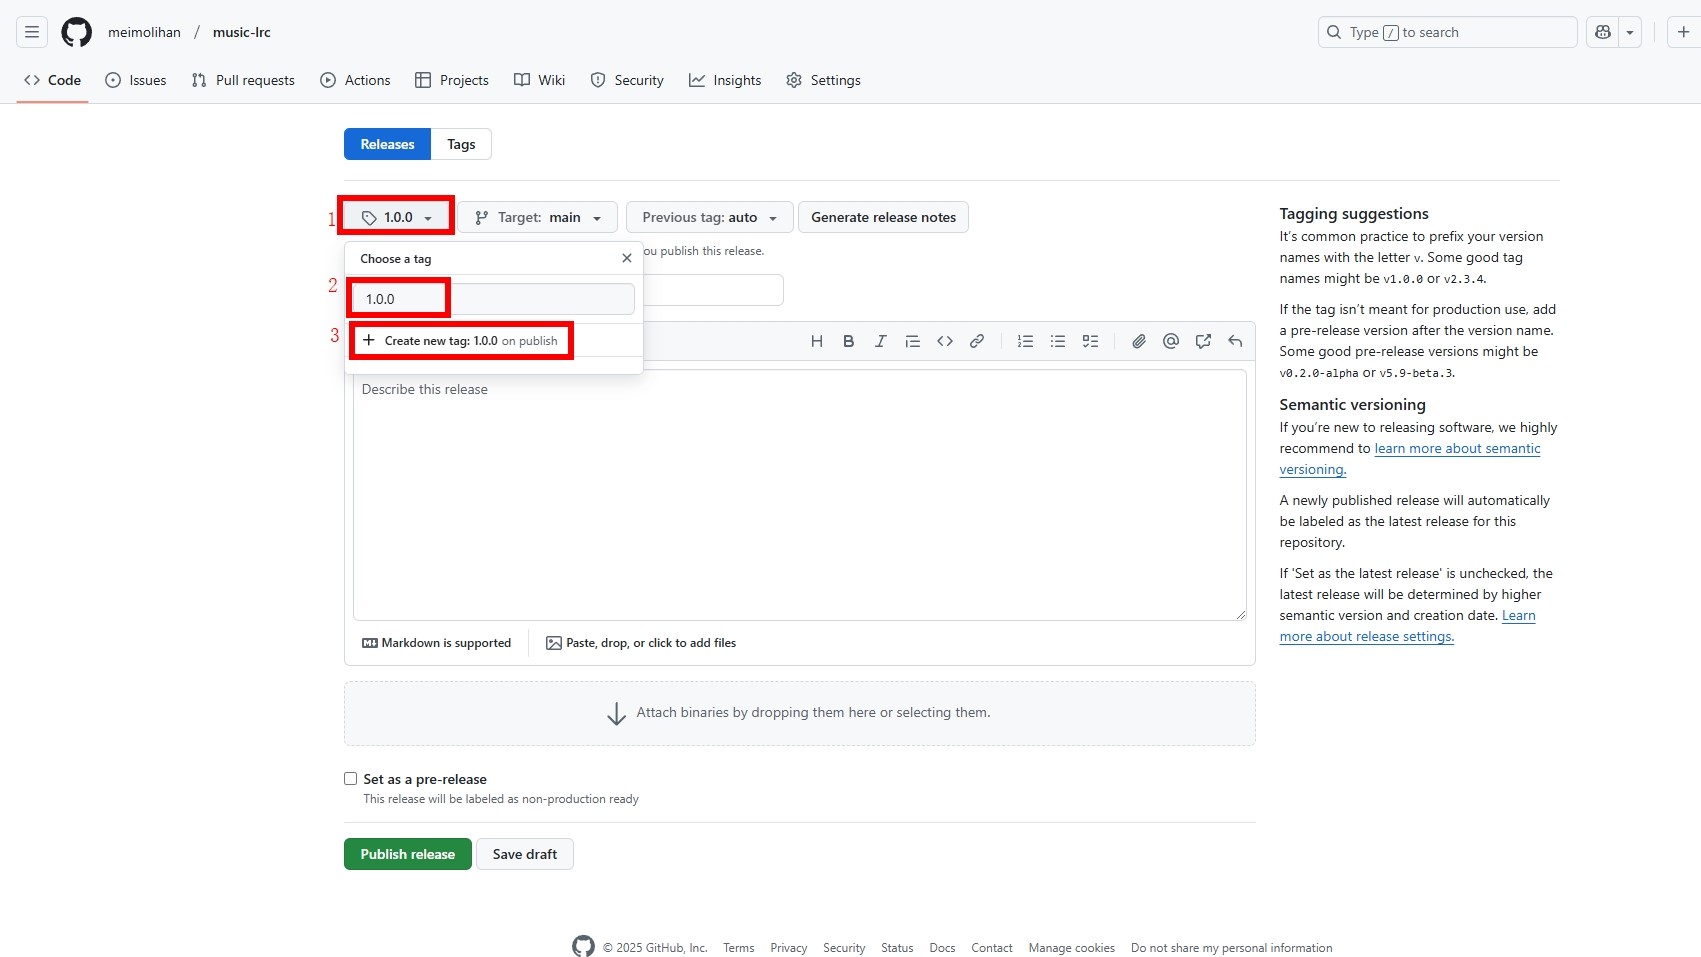 meimolihan / music-lrc
Type / to search
Code Issues Pull requests Actions Projects Wiki Security Insights Settings
Releases Tags
1 1.0.0 Target: main Previous tag: auto Generate release notes
Choose a tag
ou publish this release.
2 1.0.0
3 Create new tag: 1.0.0 on publish
Describe this release
Markdown is supported Paste, drop, or click to add files
Attach binaries by dropping them here or selecting them.
Set as a pre-release
This release will be labeled as non-production ready
Publish release Save draft
Tagging suggestions
It's common practice to prefix your version
names with the letter v. Some good tag
names might be v1.0.0 or v2.3.4.
If the tag isn't meant for production use, add
a pre-release version after the version name.
Some good pre-release versions might be
v0.2.0-alpha or v5.9-beta.3.
Semantic versioning
If you're new to releasing software, we highly
recommend to learn more about semantic
versioning.
A newly published release will automatically
be labeled as the latest release for this
repository.
If 'Set as the latest release' is unchecked, the
latest release will be determined by higher
semantic version and creation date. Learn
more about release settings.
© 2025 GitHub, Inc. Terms Privacy Security Status Docs Contact Manage cookies Do not share my personal information